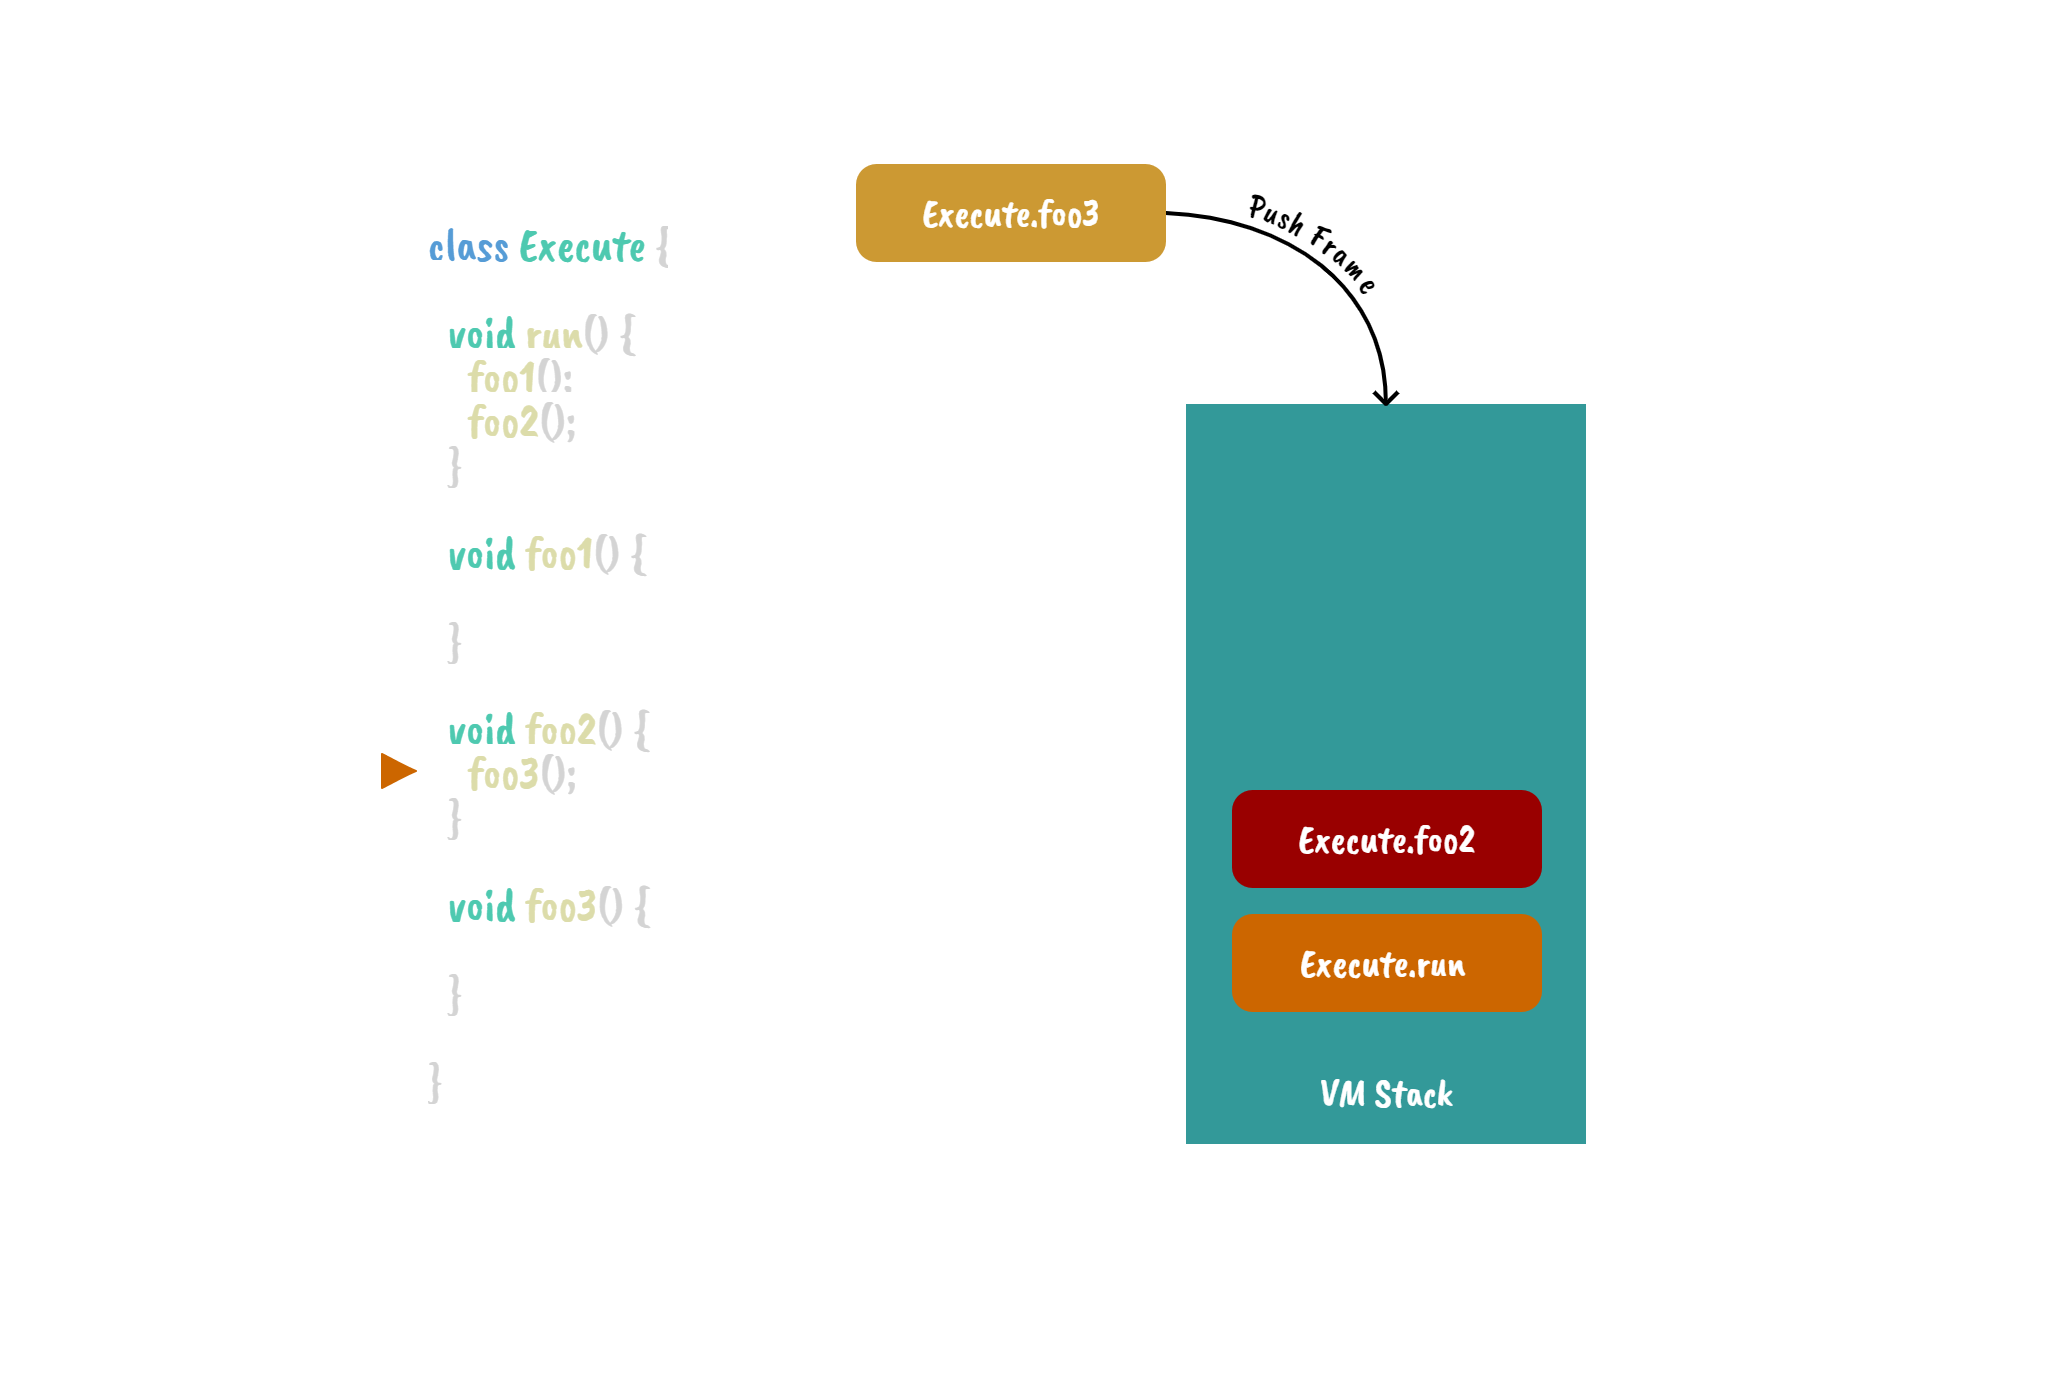 class Execute {
void run() {
foo1();
foo2();
}
void foo1() {
}
void foo2() {
foo3();
}
void foo3() {
}
}
Execute.foo3
Push Frame
Execute.foo2
Execute.run
VM Stack